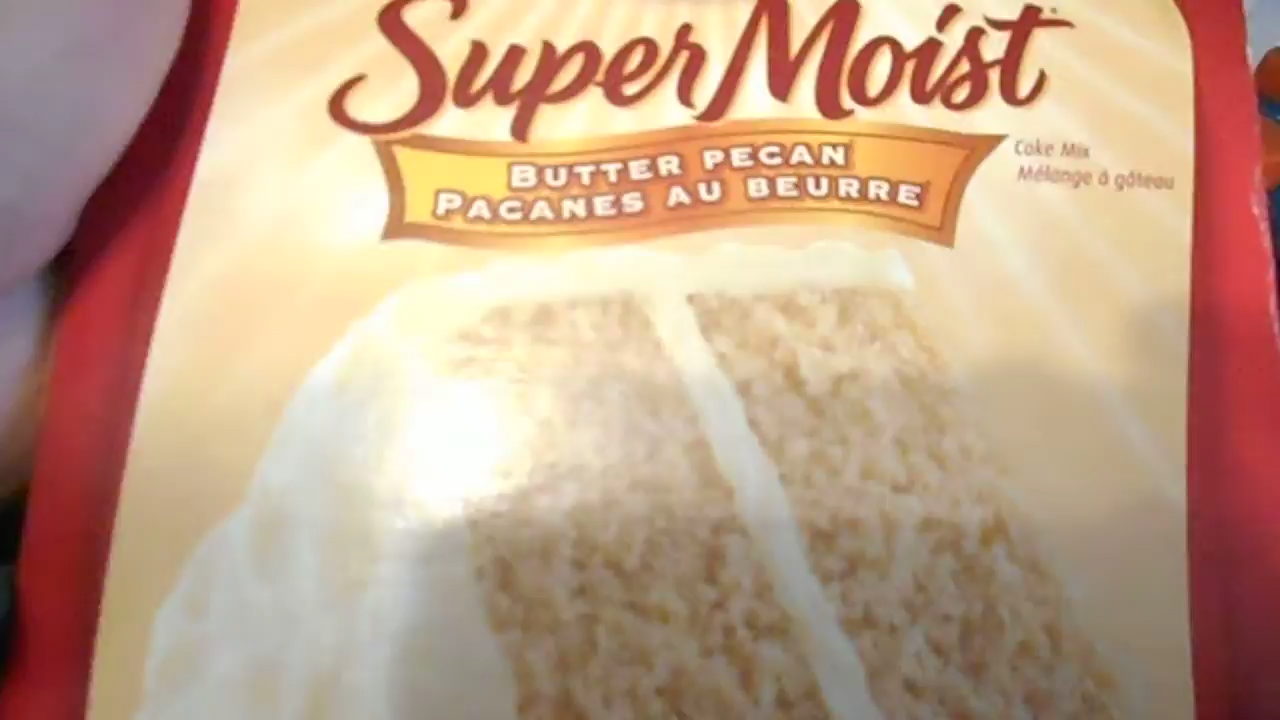 SuperMoist
BUTTER PECAN
PACANES AU BEURRE
Cake Mix
Mélange à gâteau